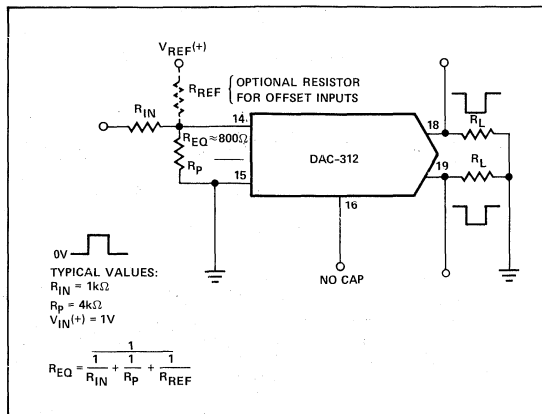 VREF(+)
RREF { OPTIONAL RESISTOR
FOR OFFSET INPUTS
RIN
14
REQ≈800Ω
RP
15
DAC-312
16
18
RL
19
RL
NO CAP
0V
TYPICAL VALUES:
RIN = 1kΩ
RP = 4kΩ
VIN(+) = 1V
REQ = 1 / (1/RIN + 1/RP + 1/RREF)